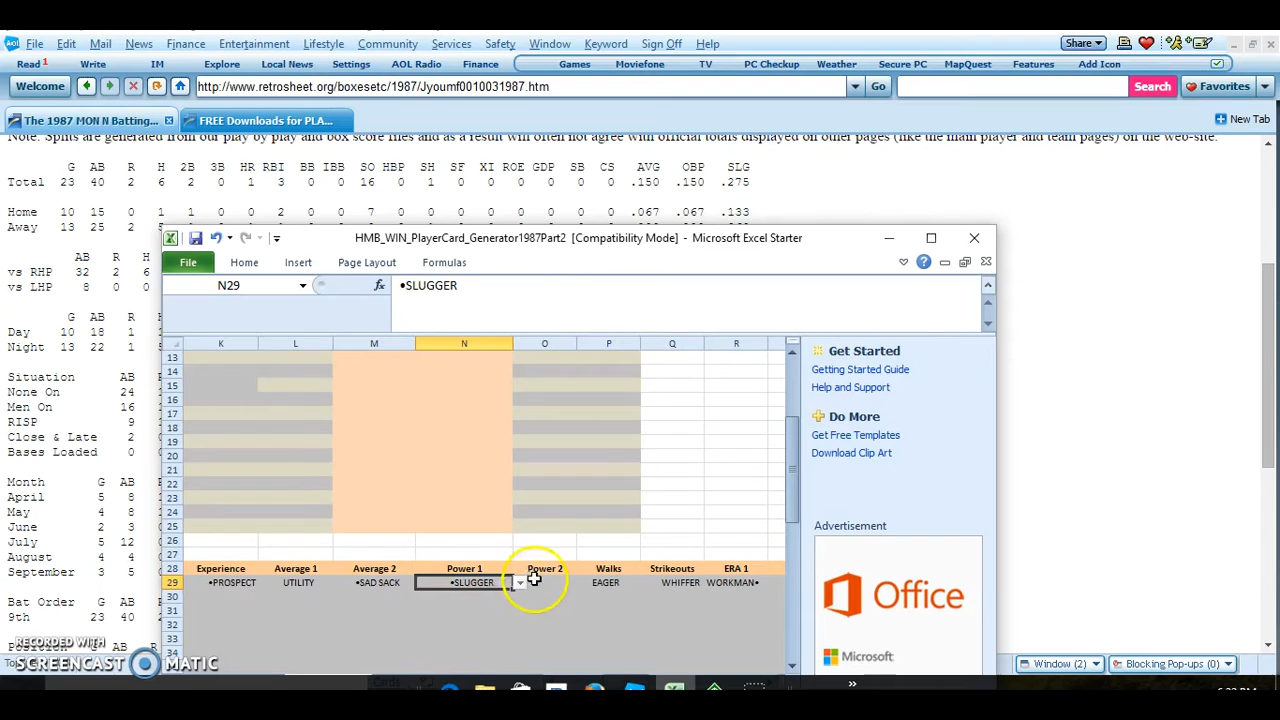 AOL File Edit Mail News Finance Entertainment Lifestyle Community Services Safety Window Keyword Sign Off Help Share
Read 1 Write IM Explore Local News Settings AOL Radio Finance Games Moviefone TV PC Checkup Weather Secure PC MapQuest Features Add Icon
Welcome http://www.retrosheet.org/boxesetc/1987/Jyoumf0010031987.htm Go Search Favorites
The 1987 MON N Batting... FREE Downloads for PLA... New Tab
Note: Splits are generated from our play by play and box score files and as a result will often not agree with official totals displayed on other pages (like the main player and team pages) on the web-site.
G AB R H 2B 3B HR RBI BB IBB SO HBP SH SF XI ROE GDP SB CS AVG OBP SLG
Total 23 40 2 6 2 0 1 3 0 0 16 0 1 0 0 0 0 0 0 .150 .150 .275
Home 10 15 0 1 1 0 0 2 0 0 7 0 0 0 0 0 0 0 0 .067 .067 .133
Away 13 25 2 5
AB R H
vs RHP 32 2 6
vs LHP 8 0 0
G AB R
Day 10 18 1
Night 13 22 1
Situation AB
None On 24
Men On 16
RISP 9
Close & Late 2
Bases Loaded 0
Month G AB
April 5 8
May 4 8
June 2 3
July 5 12
August 4 4
September 3 5
Bat Order G AB
9th 23 40
HMB_WIN_PlayerCard_Generator1987Part2 [Compatibility Mode] - Microsoft Excel Starter
File Home Insert Page Layout Formulas
N29 fx •SLUGGER
K L M N O P Q R
13
14
15
16
17
18
19
20
21
22
23
24
25
26
27
28 Experience Average 1 Average 2 Power 1 Power 2 Walks Strikeouts ERA 1
29 •PROSPECT UTILITY •SAD SACK •SLUGGER EAGER WHIFFER WORKMAN•
30
31
32
33
34
Get Started
Getting Started Guide
Help and Support
Do More
Get Free Templates
Download Clip Art
Advertisement
Office
Microsoft
RECORDED WITH
SCREENCAST MATIC
Window (2) Blocking Pop-ups (0)